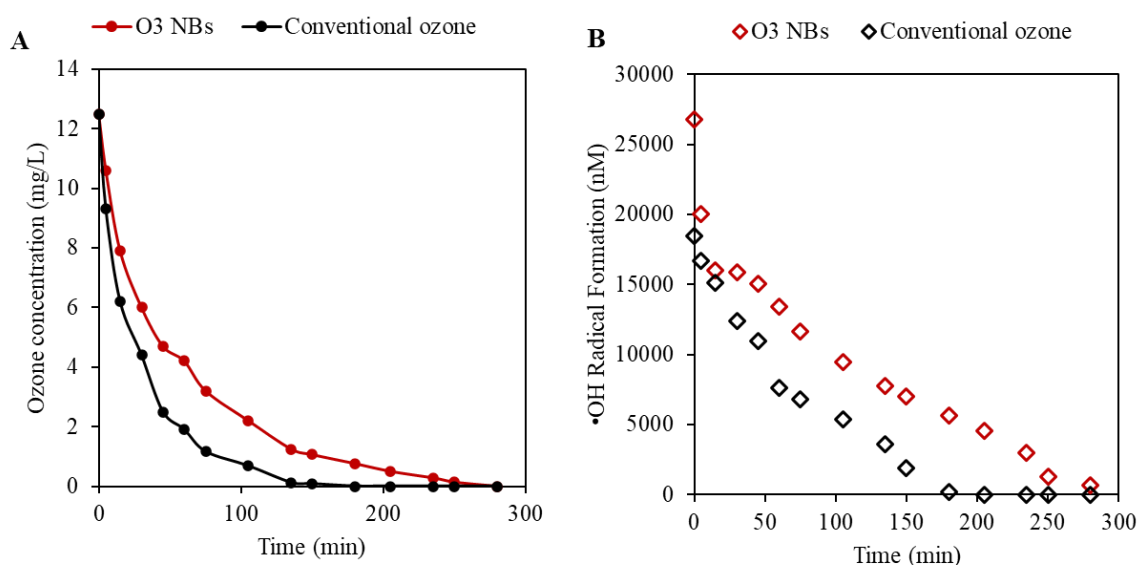 A
O3 NBs
Conventional ozone
14
12
10
8
6
4
2
0
Ozone concentration (mg/L)
0
100
200
300
Time (min)
B
O3 NBs
Conventional ozone
30000
25000
20000
15000
10000
5000
0
•OH Radical Formation (nM)
0
50
100
150
200
250
300
Time (min)